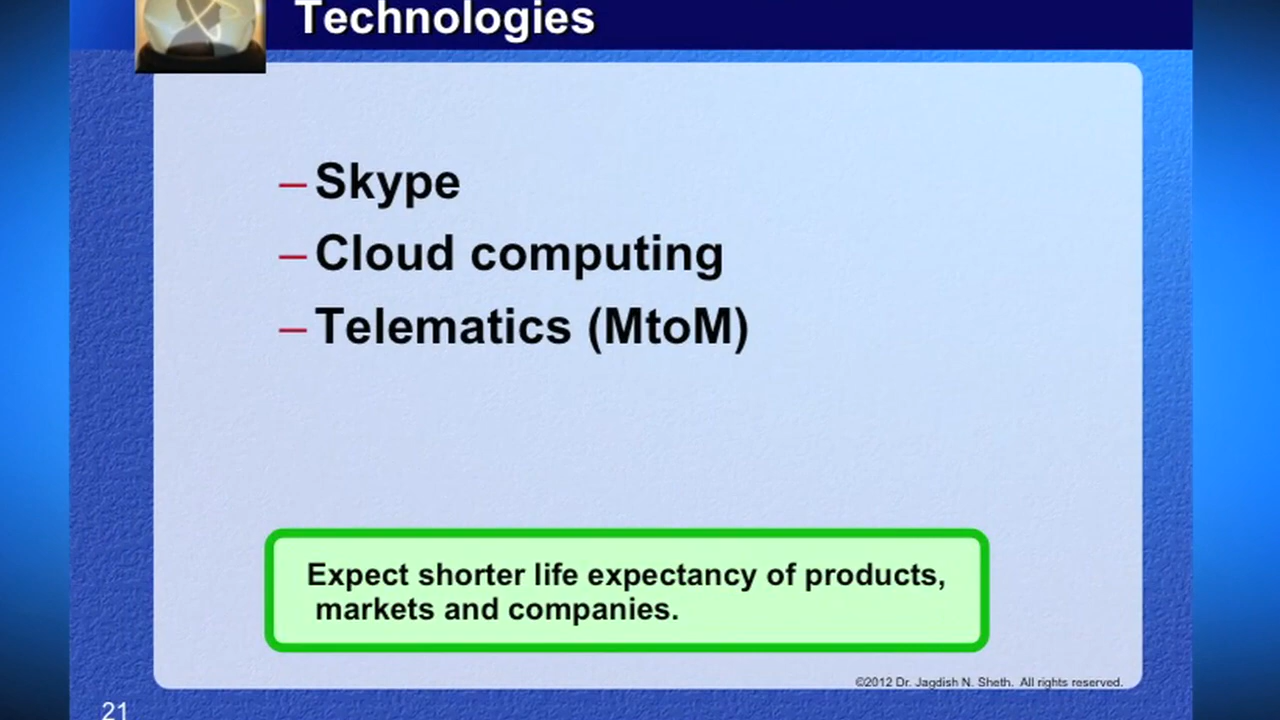 Technologies
– Skype
– Cloud computing
– Telematics (MtoM)
Expect shorter life expectancy of products,
markets and companies.
©2012 Dr. Jagdish N. Sheth. All rights reserved.
21